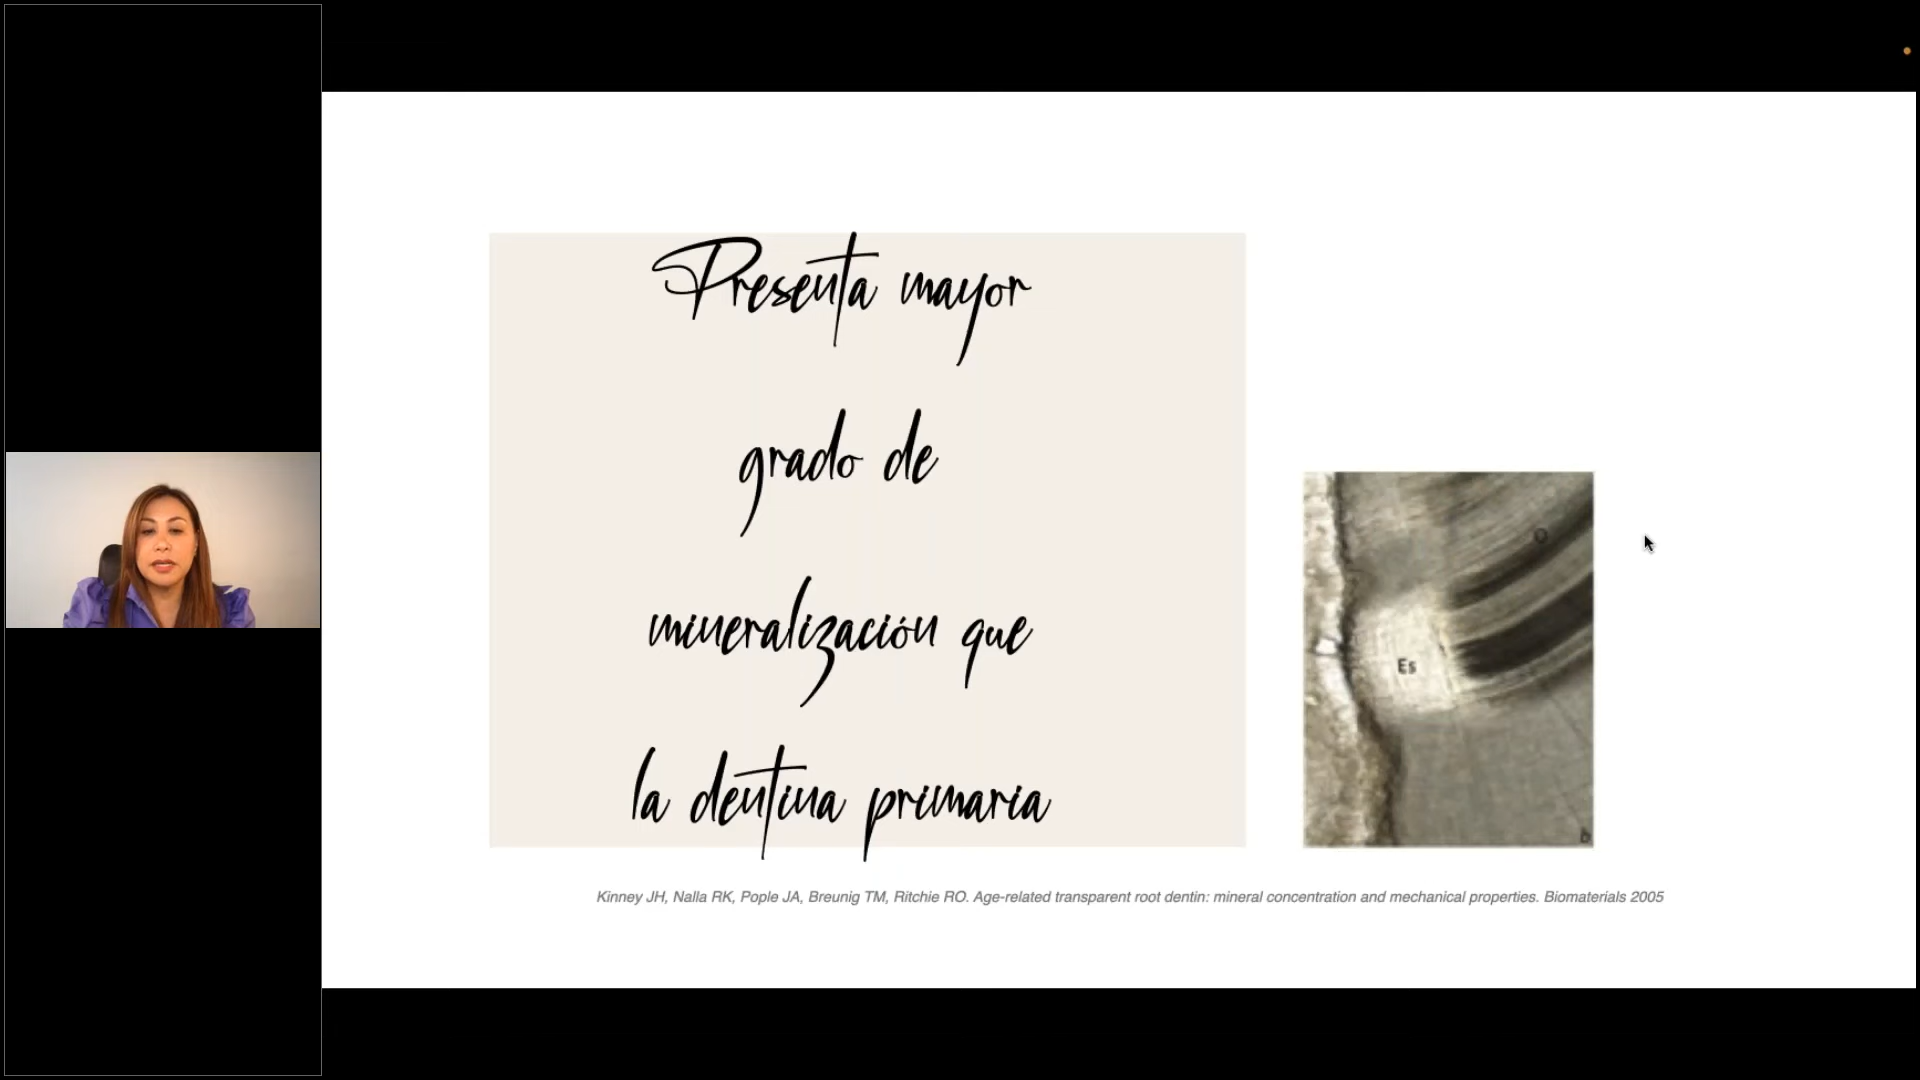 Presenta mayor
grado de
mineralización que
la dentina primaria
Es
b
Kinney JH, Nalla RK, Pople JA, Breunig TM, Ritchie RO. Age-related transparent root dentin: mineral concentration and mechanical properties. Biomaterials 2005